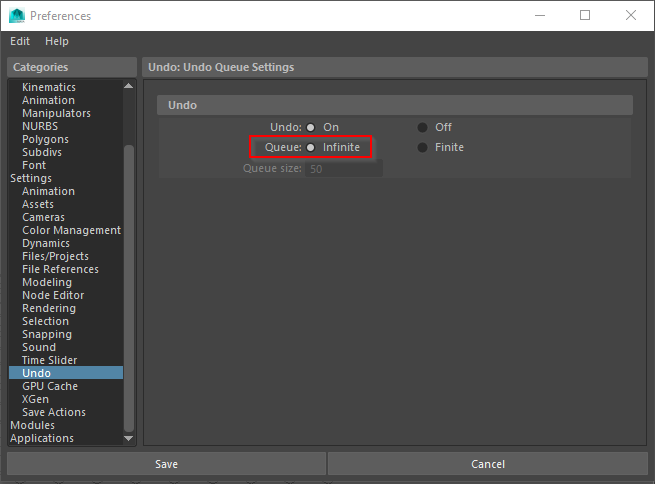 Preferences
Edit Help
Categories
Kinematics
Animation
Manipulators
NURBS
Polygons
Subdivs
Font
Settings
Animation
Assets
Cameras
Color Management
Dynamics
Files/Projects
File References
Modeling
Node Editor
Rendering
Selection
Snapping
Sound
Time Slider
Undo
GPU Cache
XGen
Save Actions
Modules
Applications
Undo: Undo Queue Settings
Undo
Undo: On Off
Queue: Infinite Finite
Queue size: 50
Save Cancel